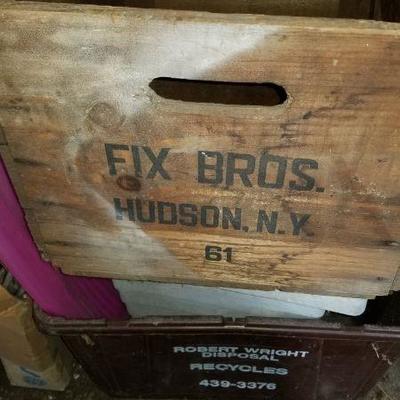 FIX BROS.
HUDSON, N.Y.
61
ROBERT WRIGHT
DISPOSAL
RECYCLES
439-3376